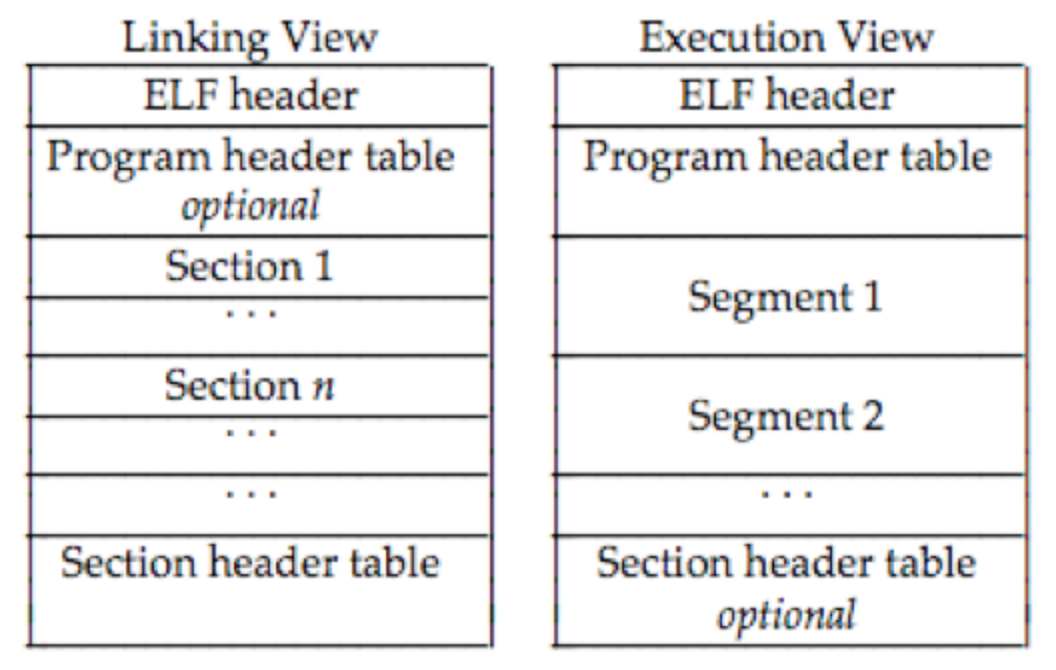 Linking View
ELF header
Program header table
optional
Section 1
. . .
Section n
. . .
. . .
Section header table
Execution View
ELF header
Program header table
Segment 1
Segment 2
. . .
Section header table
optional